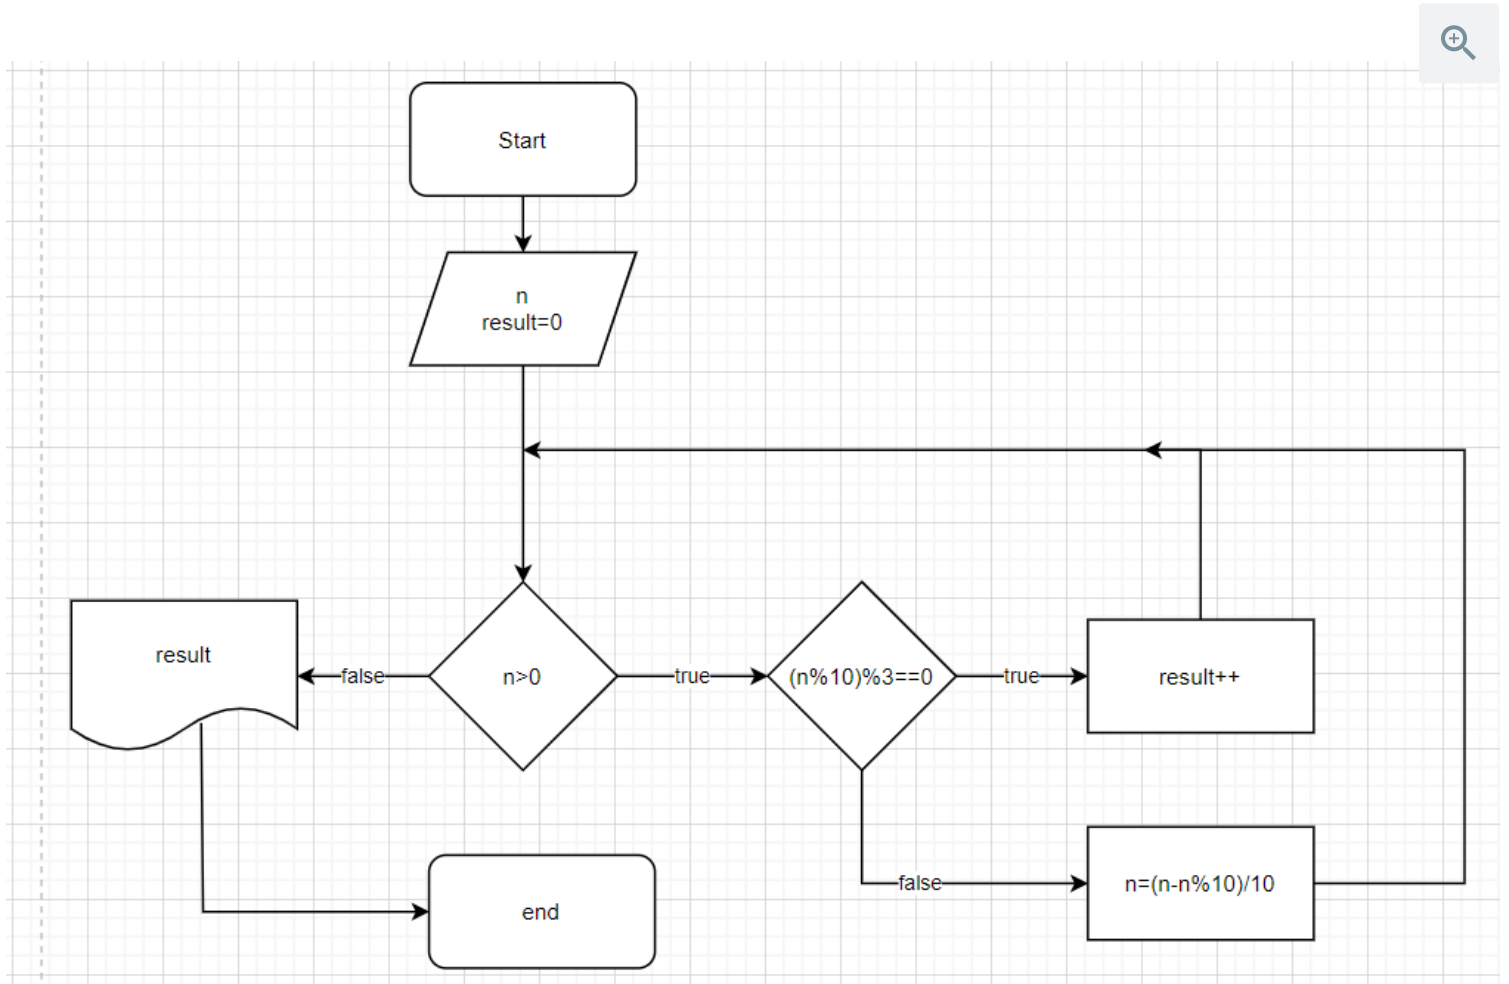 Start
n
result=0
result
false
n>0
true
(n%10)%3==0
true
result++
false
n=(n-n%10)/10
end